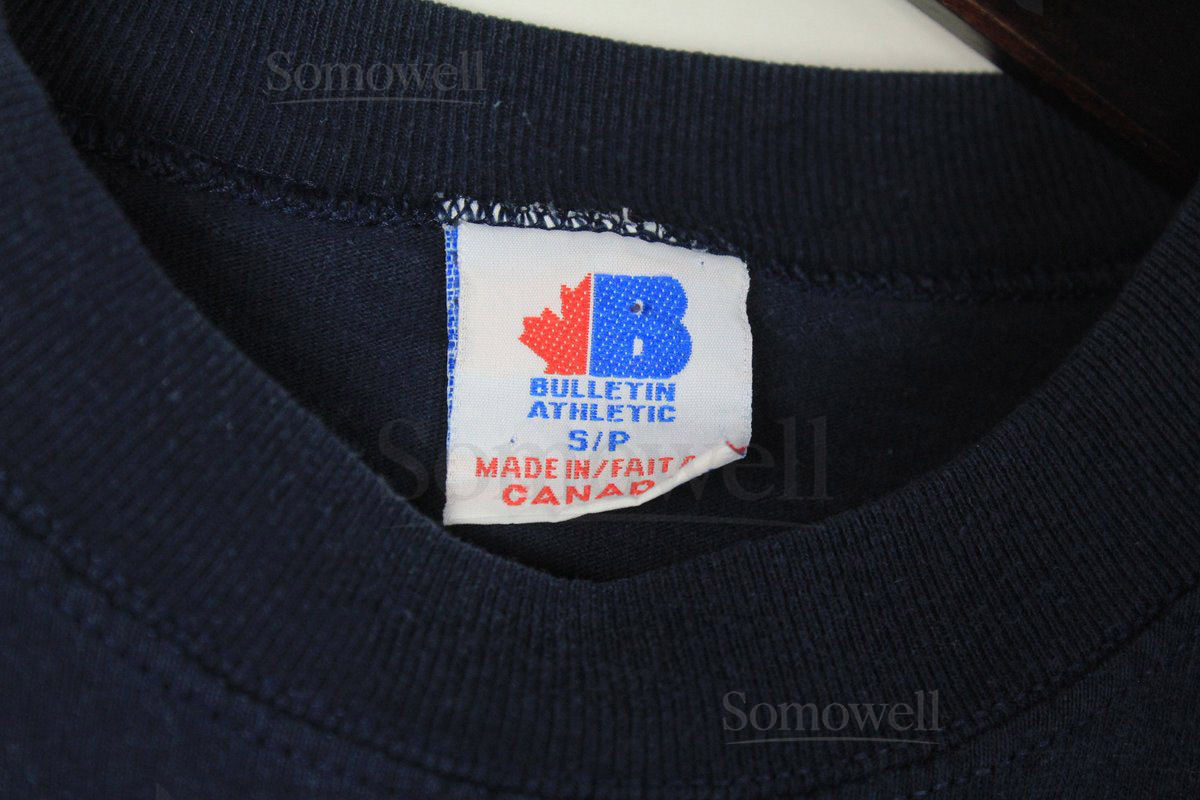 Somowell
B
BULLETIN
ATHLETIC
S/P
MADE IN/FAIT
CANAD
Somowell
Somowell